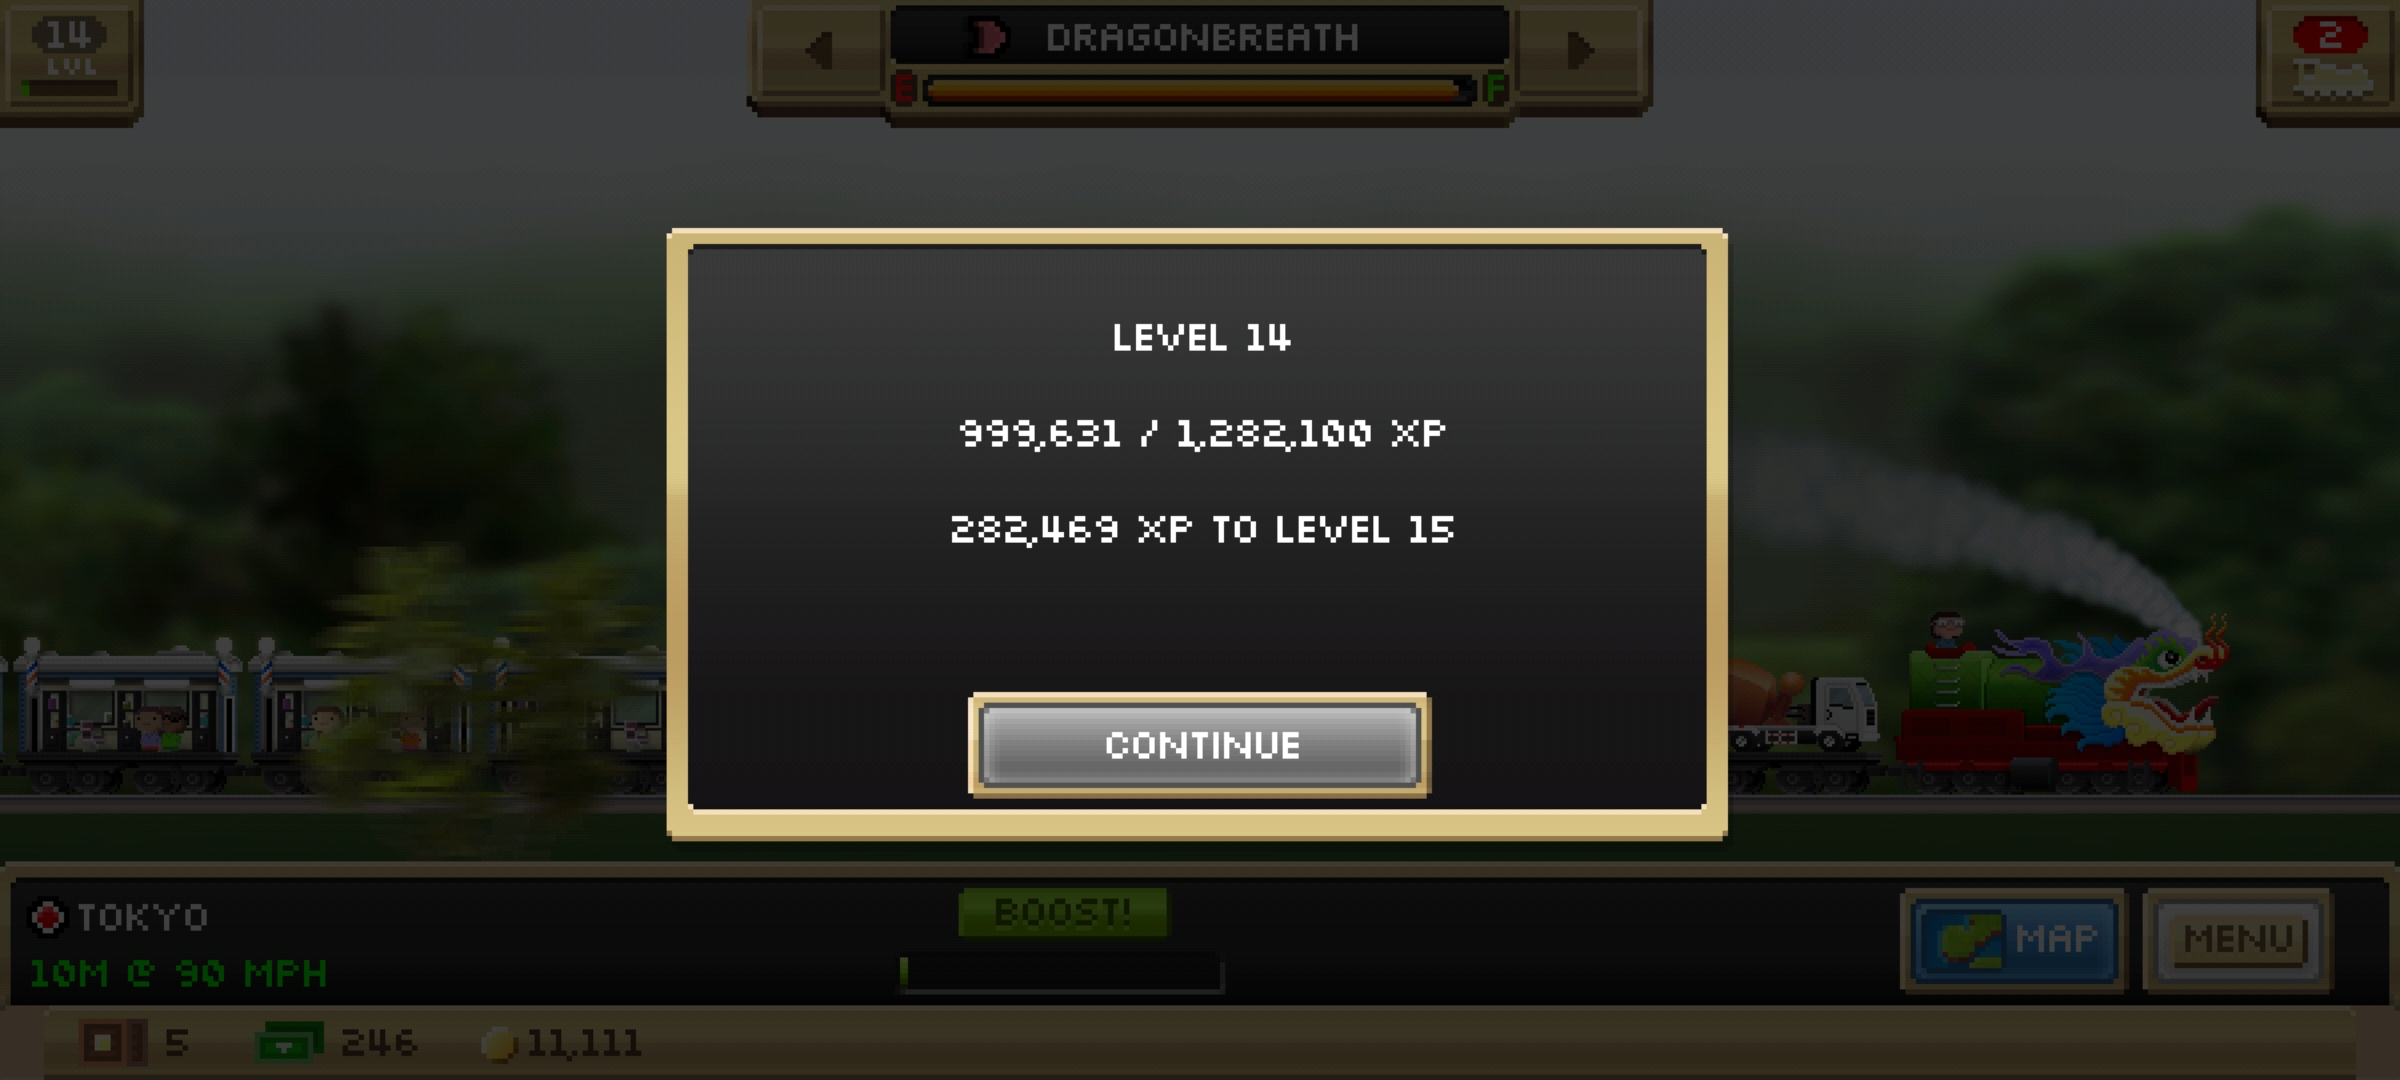 14
LVL
DRAGONBREATH
E F
2
LEVEL 14
999,631 / 1,282,100 XP
282,469 XP TO LEVEL 15
CONTINUE
TOKYO
10M @ 90 MPH
BOOST!
MAP
MENU
5 246 11,111